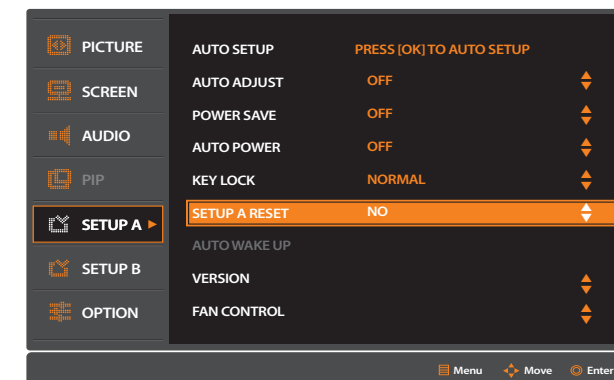 PICTURE
SCREEN
AUDIO
PIP
SETUP A
SETUP B
OPTION
AUTO SETUP PRESS [OK] TO AUTO SETUP
AUTO ADJUST OFF
POWER SAVE OFF
AUTO POWER OFF
KEY LOCK NORMAL
SETUP A RESET NO
AUTO WAKE UP
VERSION
FAN CONTROL
Menu Move Enter